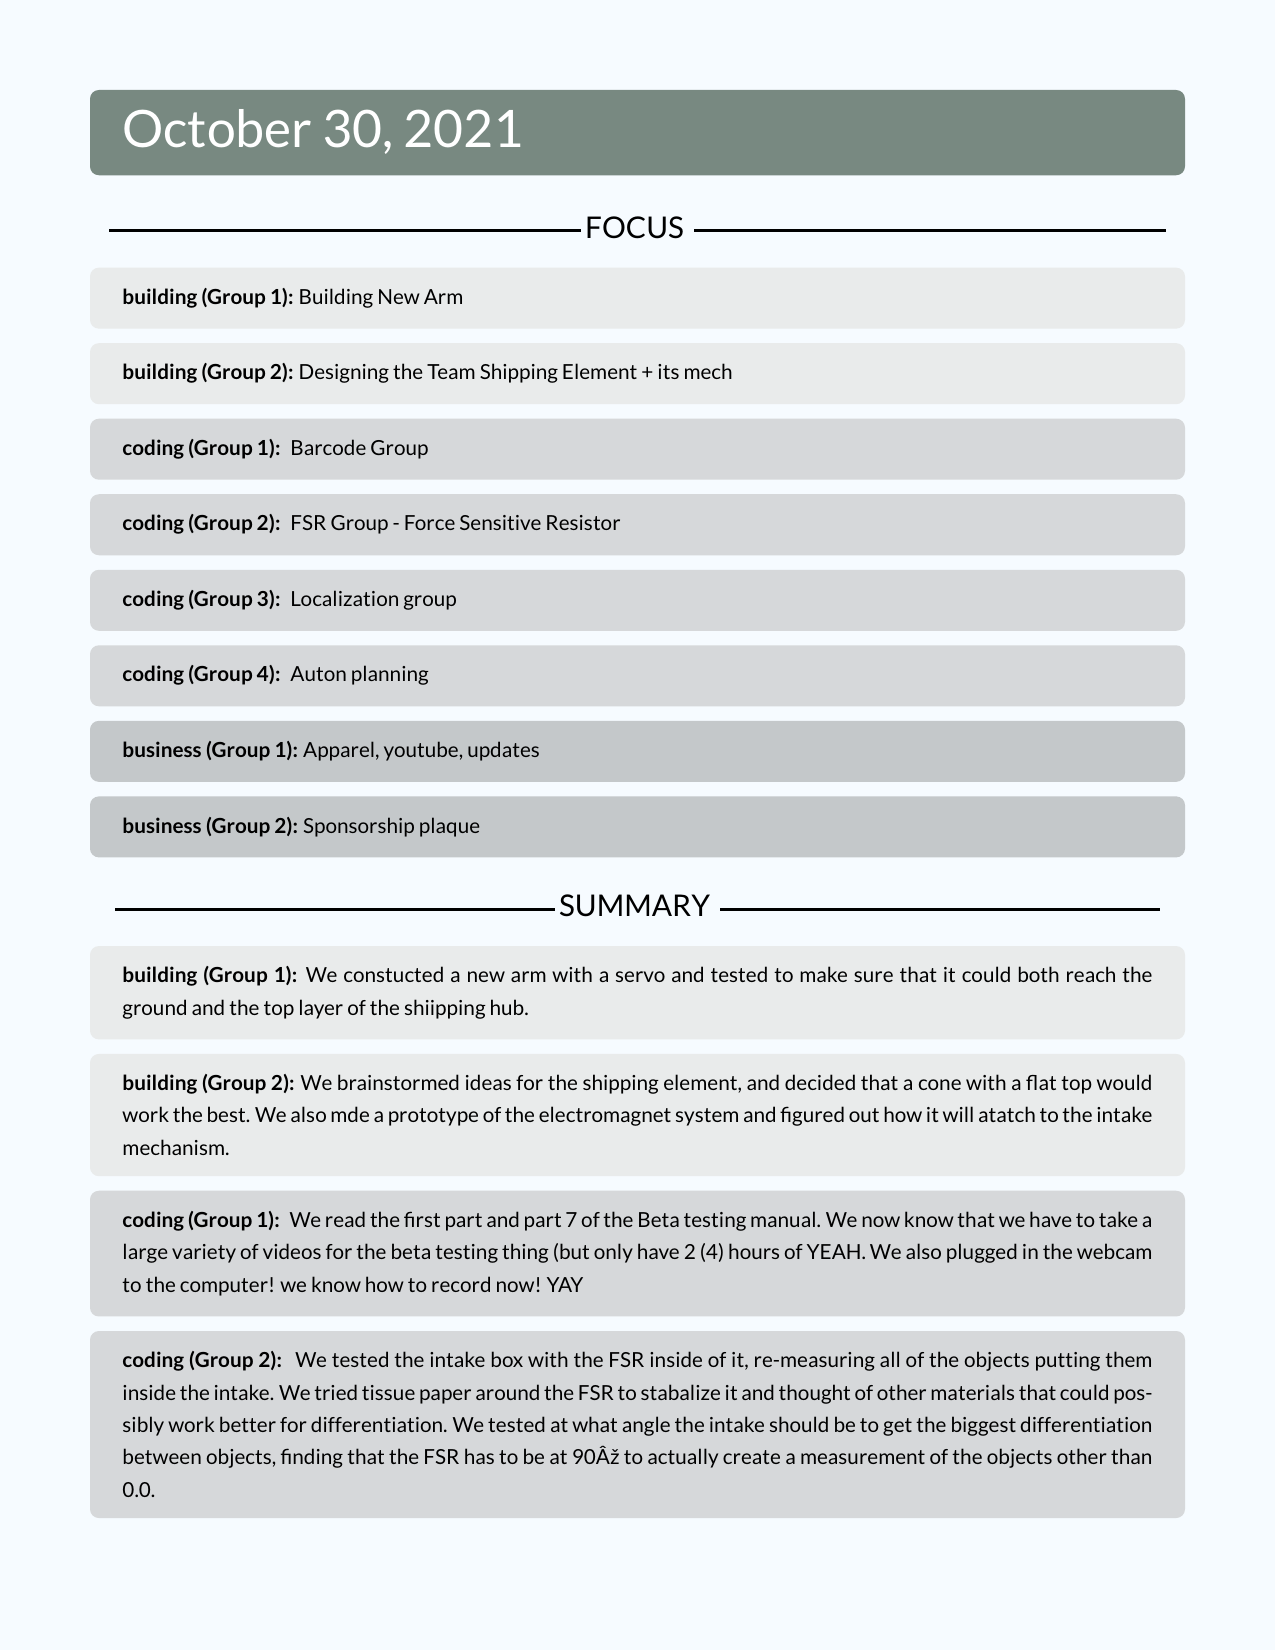 October 30, 2021
FOCUS
building (Group 1): Building New Arm
building (Group 2): Designing the Team Shipping Element + its mech
coding (Group 1): Barcode Group
coding (Group 2): FSR Group - Force Sensitive Resistor
coding (Group 3): Localization group
coding (Group 4): Auton planning
business (Group 1): Apparel, youtube, updates
business (Group 2): Sponsorship plaque
SUMMARY
building (Group 1): We constucted a new arm with a servo and tested to make sure that it could both reach the
ground and the top layer of the shiipping hub.
building (Group 2): We brainstormed ideas for the shipping element, and decided that a cone with a flat top would
work the best. We also mde a prototype of the electromagnet system and figured out how it will atatch to the intake
mechanism.
coding (Group 1): We read the first part and part 7 of the Beta testing manual. We now know that we have to take a
large variety of videos for the beta testing thing (but only have 2 (4) hours of YEAH. We also plugged in the webcam
to the computer! we know how to record now! YAY
coding (Group 2): We tested the intake box with the FSR inside of it, re-measuring all of the objects putting them
inside the intake. We tried tissue paper around the FSR to stabalize it and thought of other materials that could pos-
sibly work better for differentiation. We tested at what angle the intake should be to get the biggest differentiation
between objects, finding that the FSR has to be at 90Âž to actually create a measurement of the objects other than
0.0.